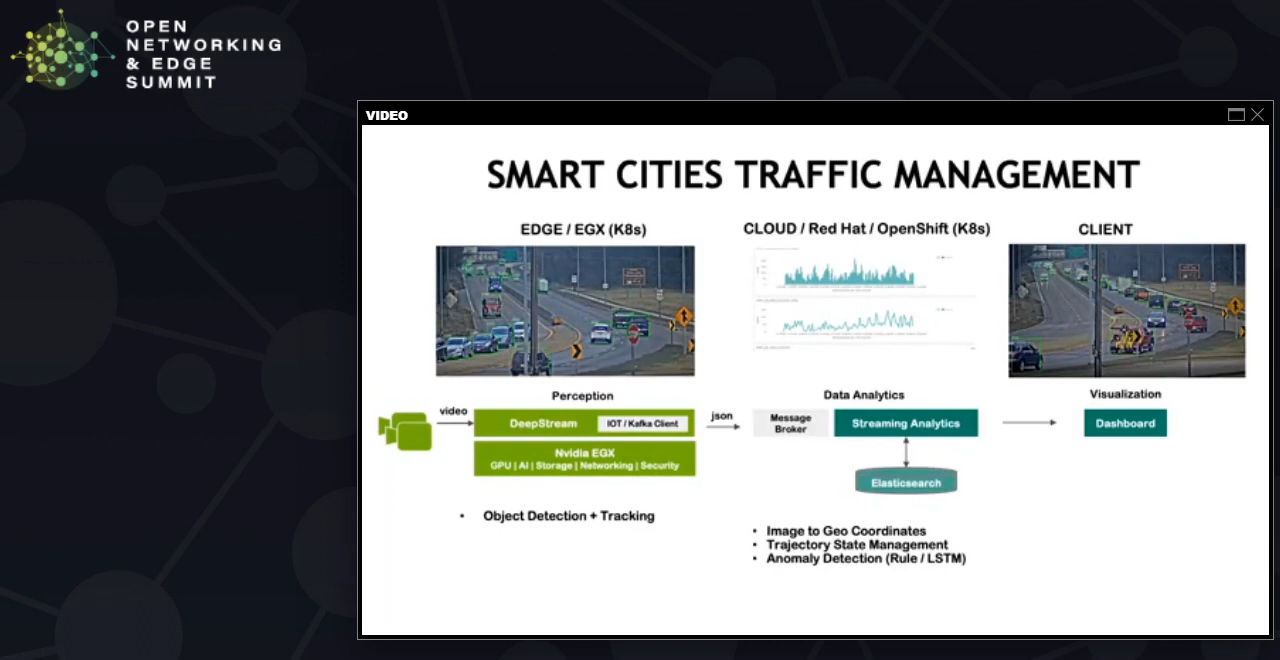 OPEN
NETWORKING
& EDGE
SUMMIT
VIDEO
SMART CITIES TRAFFIC MANAGEMENT
EDGE / EGX (K8s)
CLOUD / Red Hat / OpenShift (K8s)
CLIENT
Perception
Data Analytics
Visualization
video
DeepStream
IOT / Kafka Client
json
Message
Broker
Streaming Analytics
Dashboard
Nvidia EGX
GPU | AI | Storage | Networking | Security
Elasticsearch
• Object Detection + Tracking
• Image to Geo Coordinates
• Trajectory State Management
• Anomaly Detection (Rule / LSTM)